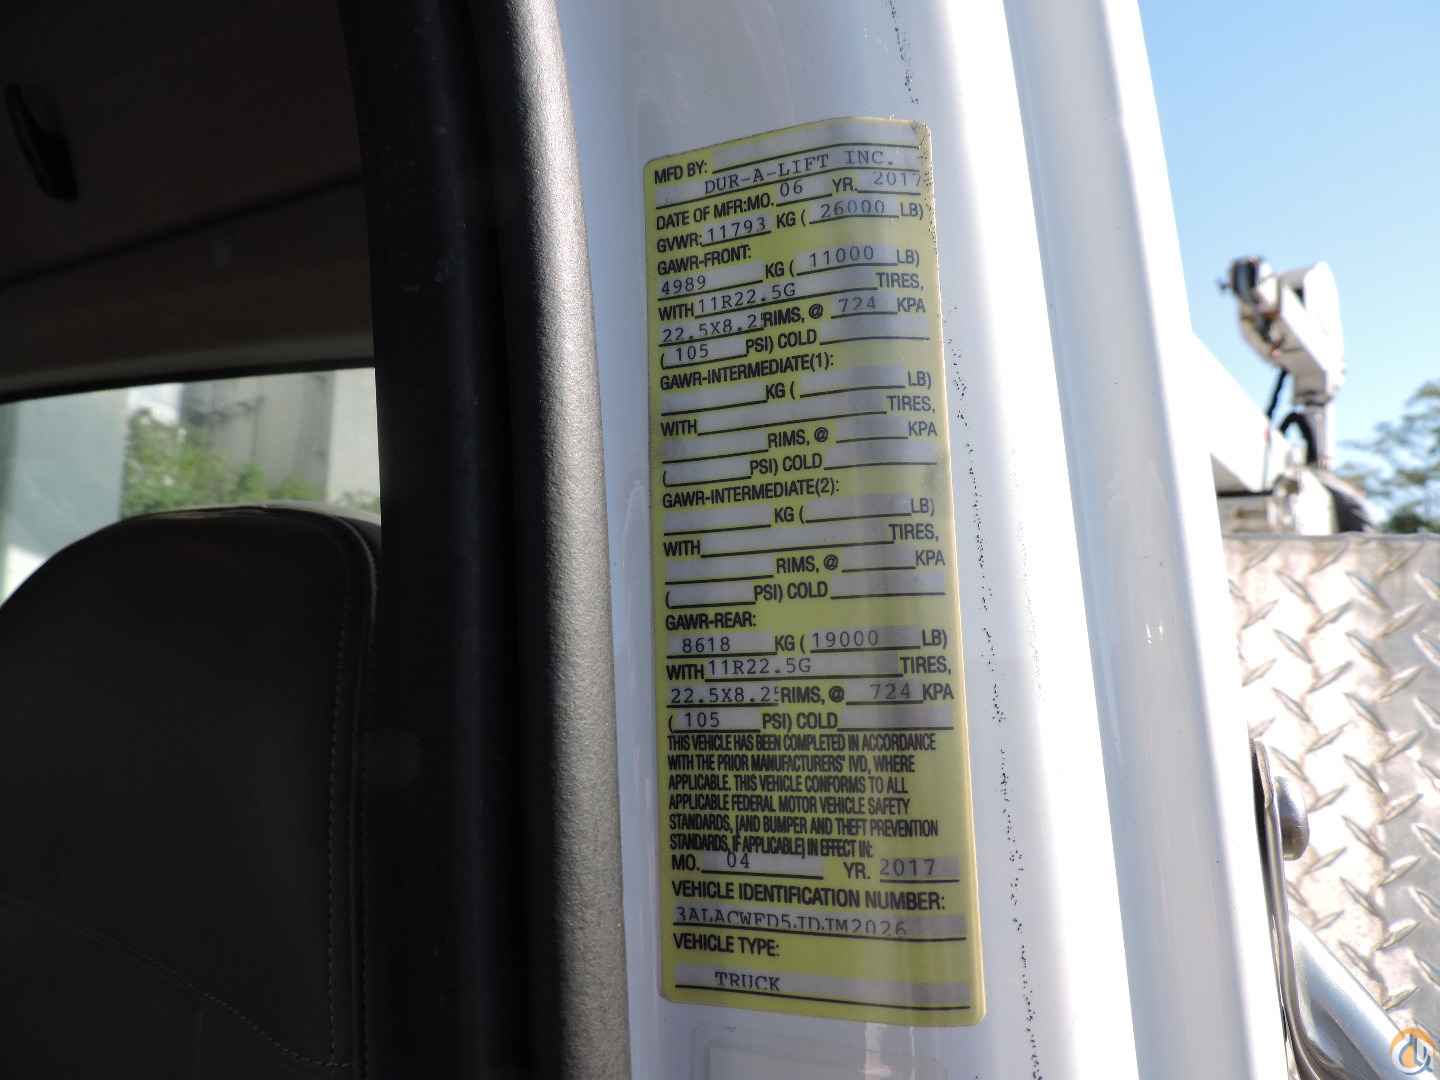 MFD BY:
DUR-A-LIFT INC.
DATE OF MFR:MO. 06 YR. 2017
GVWR: 11793 KG ( 26000 LB)
GAWR-FRONT:
4989 KG ( 11000 LB)
WITH 11R22.5G TIRES,
22.5X8.25 RIMS, @ 724 KPA
( 105 PSI) COLD
GAWR-INTERMEDIATE(1):
KG ( LB)
WITH TIRES,
RIMS, @ KPA
( PSI) COLD
GAWR-INTERMEDIATE(2):
KG ( LB)
WITH TIRES,
RIMS, @ KPA
( PSI) COLD
GAWR-REAR:
8618 KG ( 19000 LB)
WITH 11R22.5G TIRES,
22.5X8.25 RIMS, @ 724 KPA
( 105 PSI) COLD
THIS VEHICLE HAS BEEN COMPLETED IN ACCORDANCE
WITH THE PRIOR MANUFACTURERS' IVD, WHERE
APPLICABLE. THIS VEHICLE CONFORMS TO ALL
APPLICABLE FEDERAL MOTOR VEHICLE SAFETY
STANDARDS, [AND BUMPER AND THEFT PREVENTION
STANDARDS, IF APPLICABLE] IN EFFECT IN:
MO. 04 YR. 2017
VEHICLE IDENTIFICATION NUMBER:
3ALACWFD5JDJM2026
VEHICLE TYPE:
TRUCK